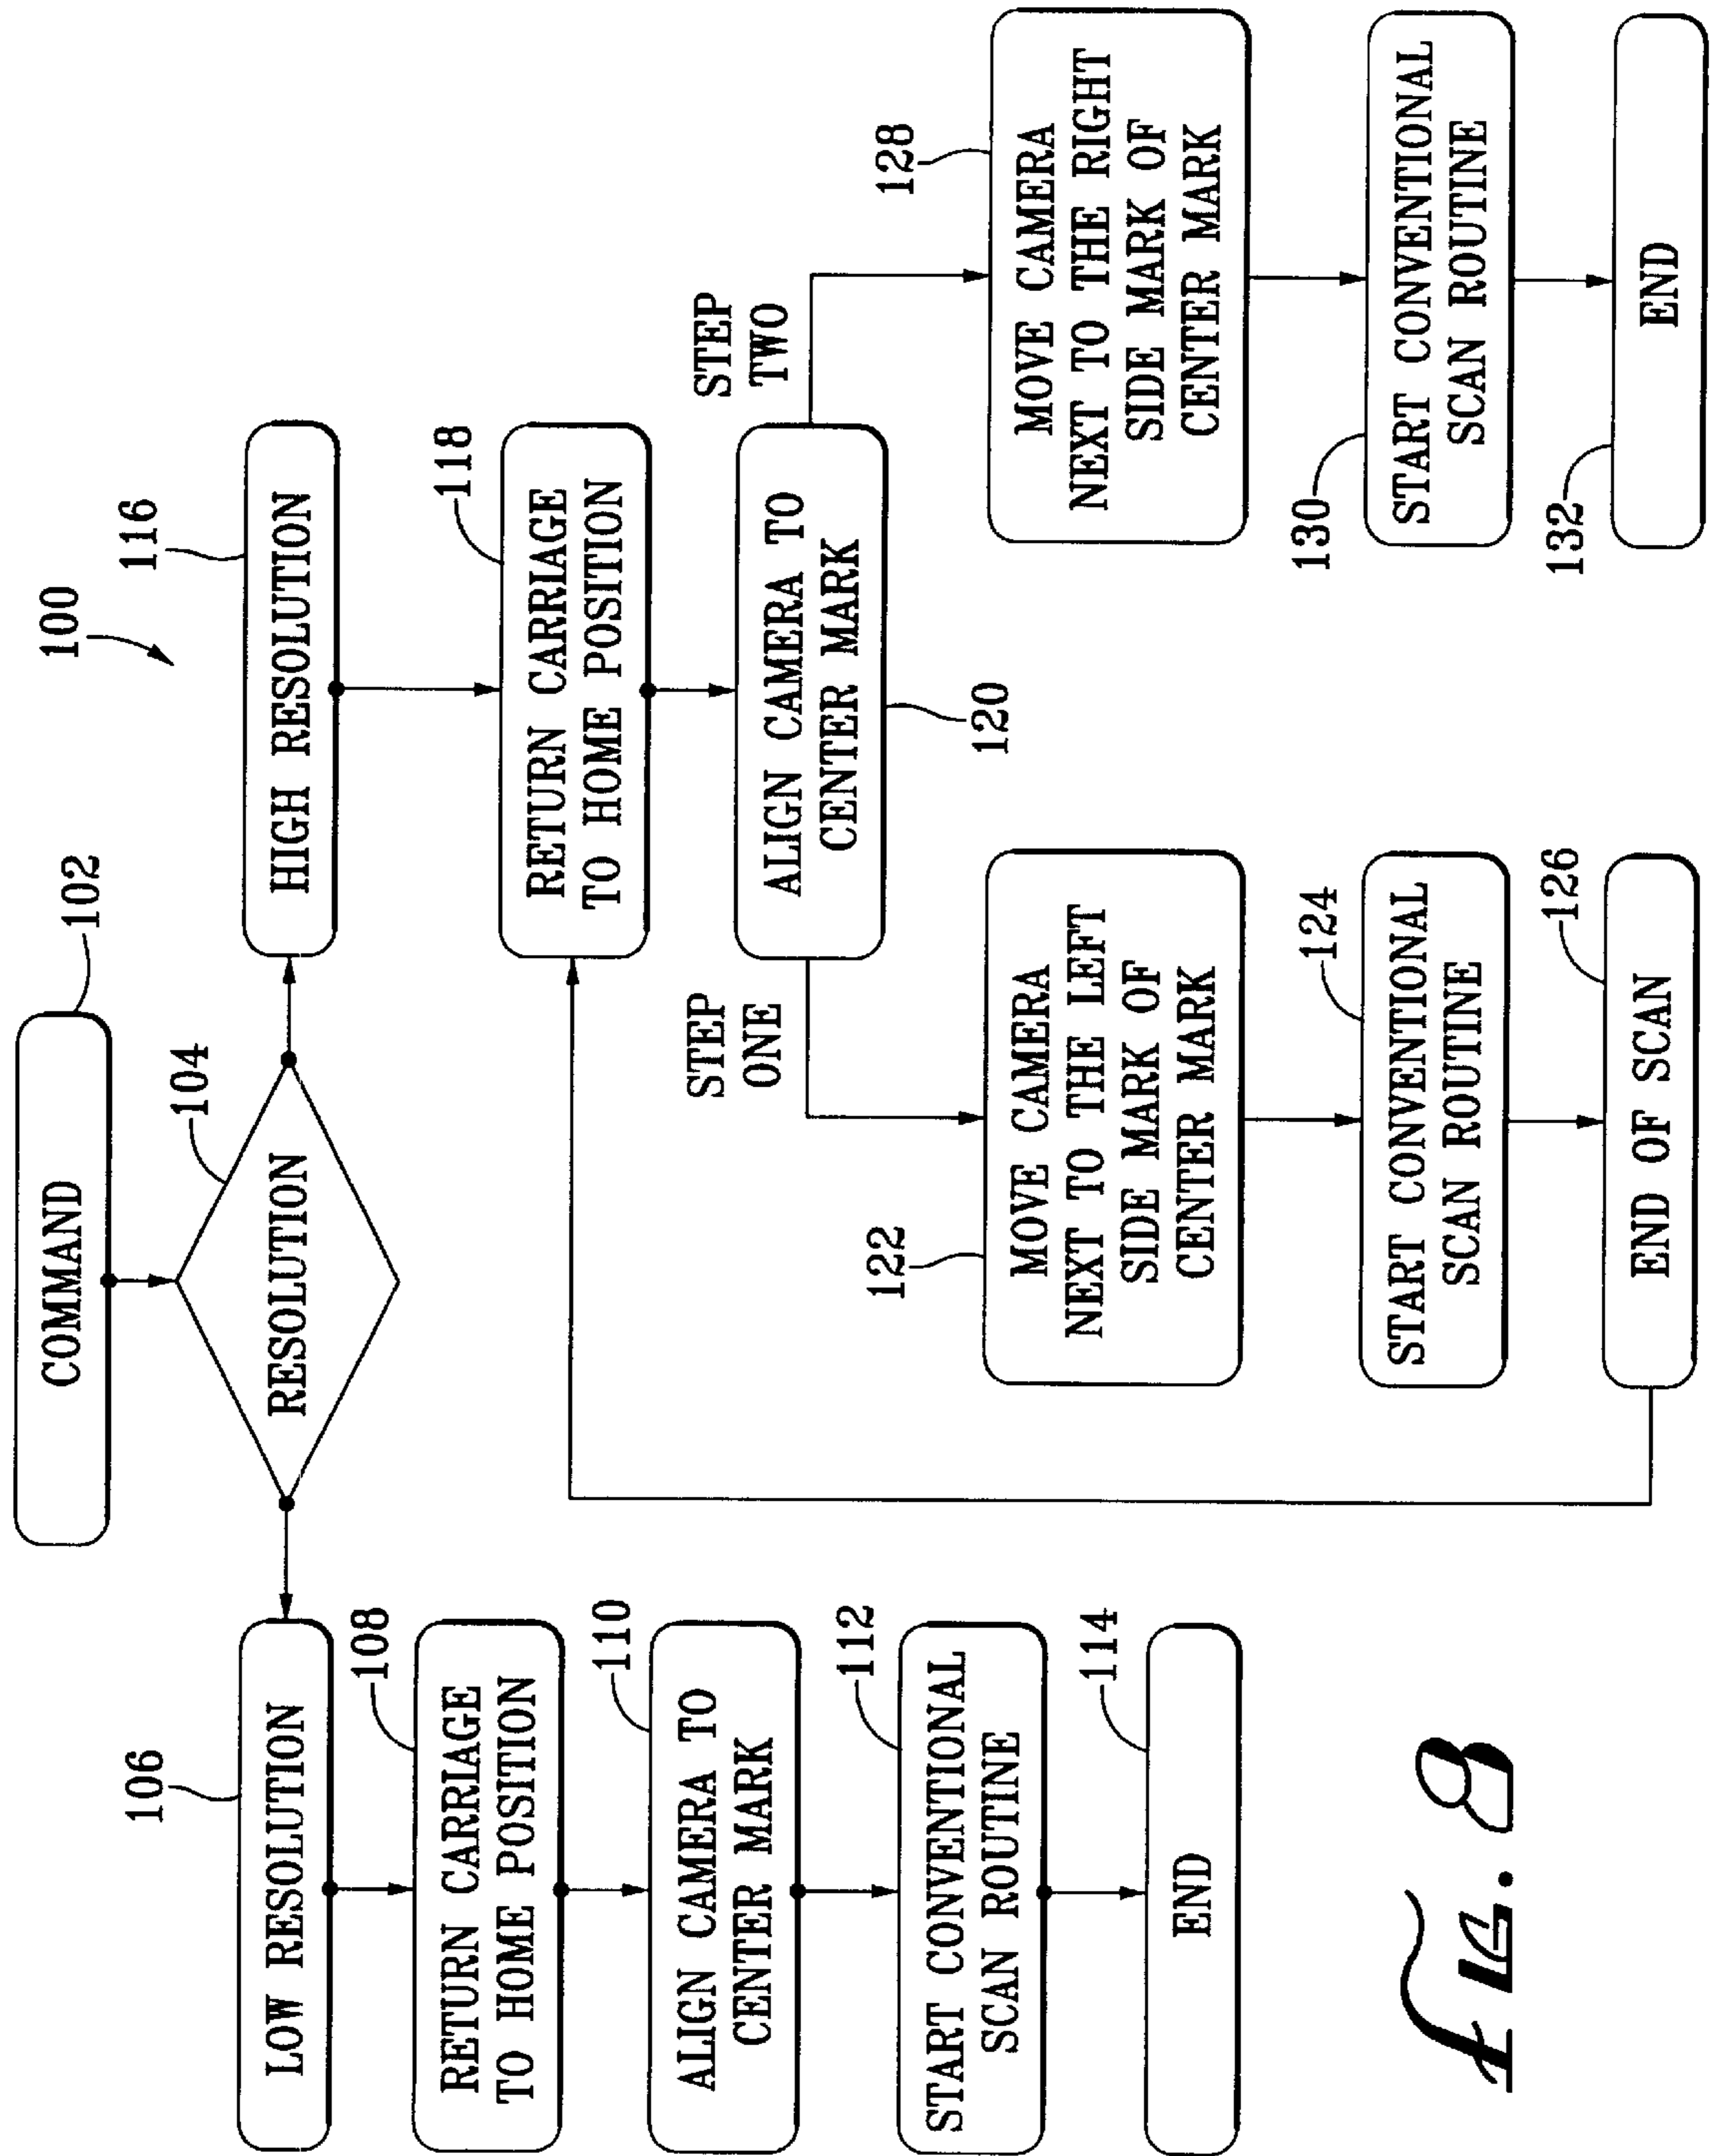 100
COMMAND
102
RESOLUTION
104
106
LOW RESOLUTION
108
RETURN CARRIAGE
TO HOME POSITION
110
ALIGN CAMERA TO
CENTER MARK
112
START CONVENTIONAL
SCAN ROUTINE
114
END
116
HIGH RESOLUTION
118
RETURN CARRIAGE
TO HOME POSITION
ALIGN CAMERA TO
CENTER MARK
120
STEP
ONE
122
MOVE CAMERA
NEXT TO THE LEFT
SIDE MARK OF
CENTER MARK
124
START CONVENTIONAL
SCAN ROUTINE
126
END OF SCAN
STEP
TWO
128
MOVE CAMERA
NEXT TO THE RIGHT
SIDE MARK OF
CENTER MARK
130
START CONVENTIONAL
SCAN ROUTINE
132
END
FIG. 8